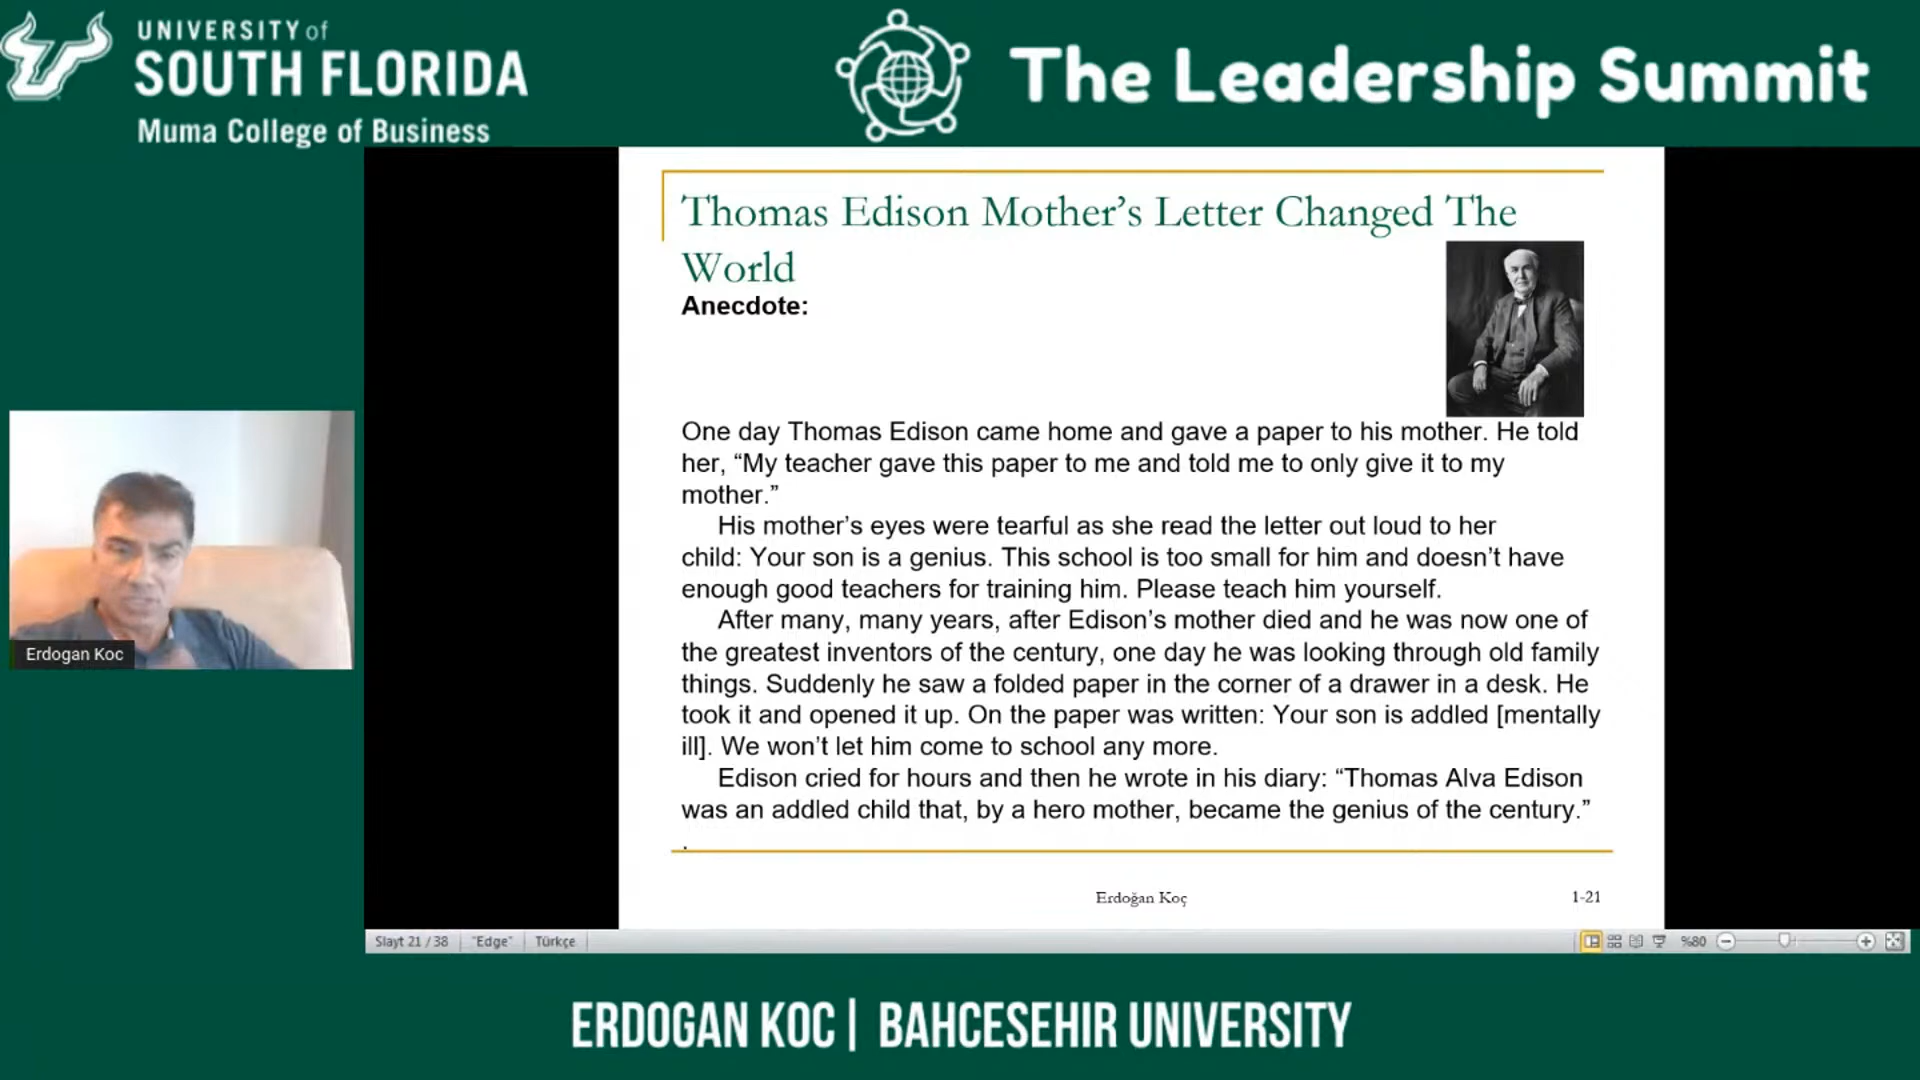 UNIVERSITY of
SOUTH FLORIDA
Muma College of Business
The Leadership Summit
Thomas Edison Mother’s Letter Changed The
World
Anecdote:
One day Thomas Edison came home and gave a paper to his mother. He told
her, “My teacher gave this paper to me and told me to only give it to my
mother.”
His mother’s eyes were tearful as she read the letter out loud to her
child: Your son is a genius. This school is too small for him and doesn’t have
enough good teachers for training him. Please teach him yourself.
After many, many years, after Edison’s mother died and he was now one of
the greatest inventors of the century, one day he was looking through old family
things. Suddenly he saw a folded paper in the corner of a drawer in a desk. He
took it and opened it up. On the paper was written: Your son is addled [mentally
ill]. We won’t let him come to school any more.
Edison cried for hours and then he wrote in his diary: “Thomas Alva Edison
was an addled child that, by a hero mother, became the genius of the century.”
.
Erdoğan Koç
1-21
Erdogan Koc
Slayt 21 / 38
"Edge"
Türkçe
%80
ERDOGAN KOC | BAHCESEHIR UNIVERSITY